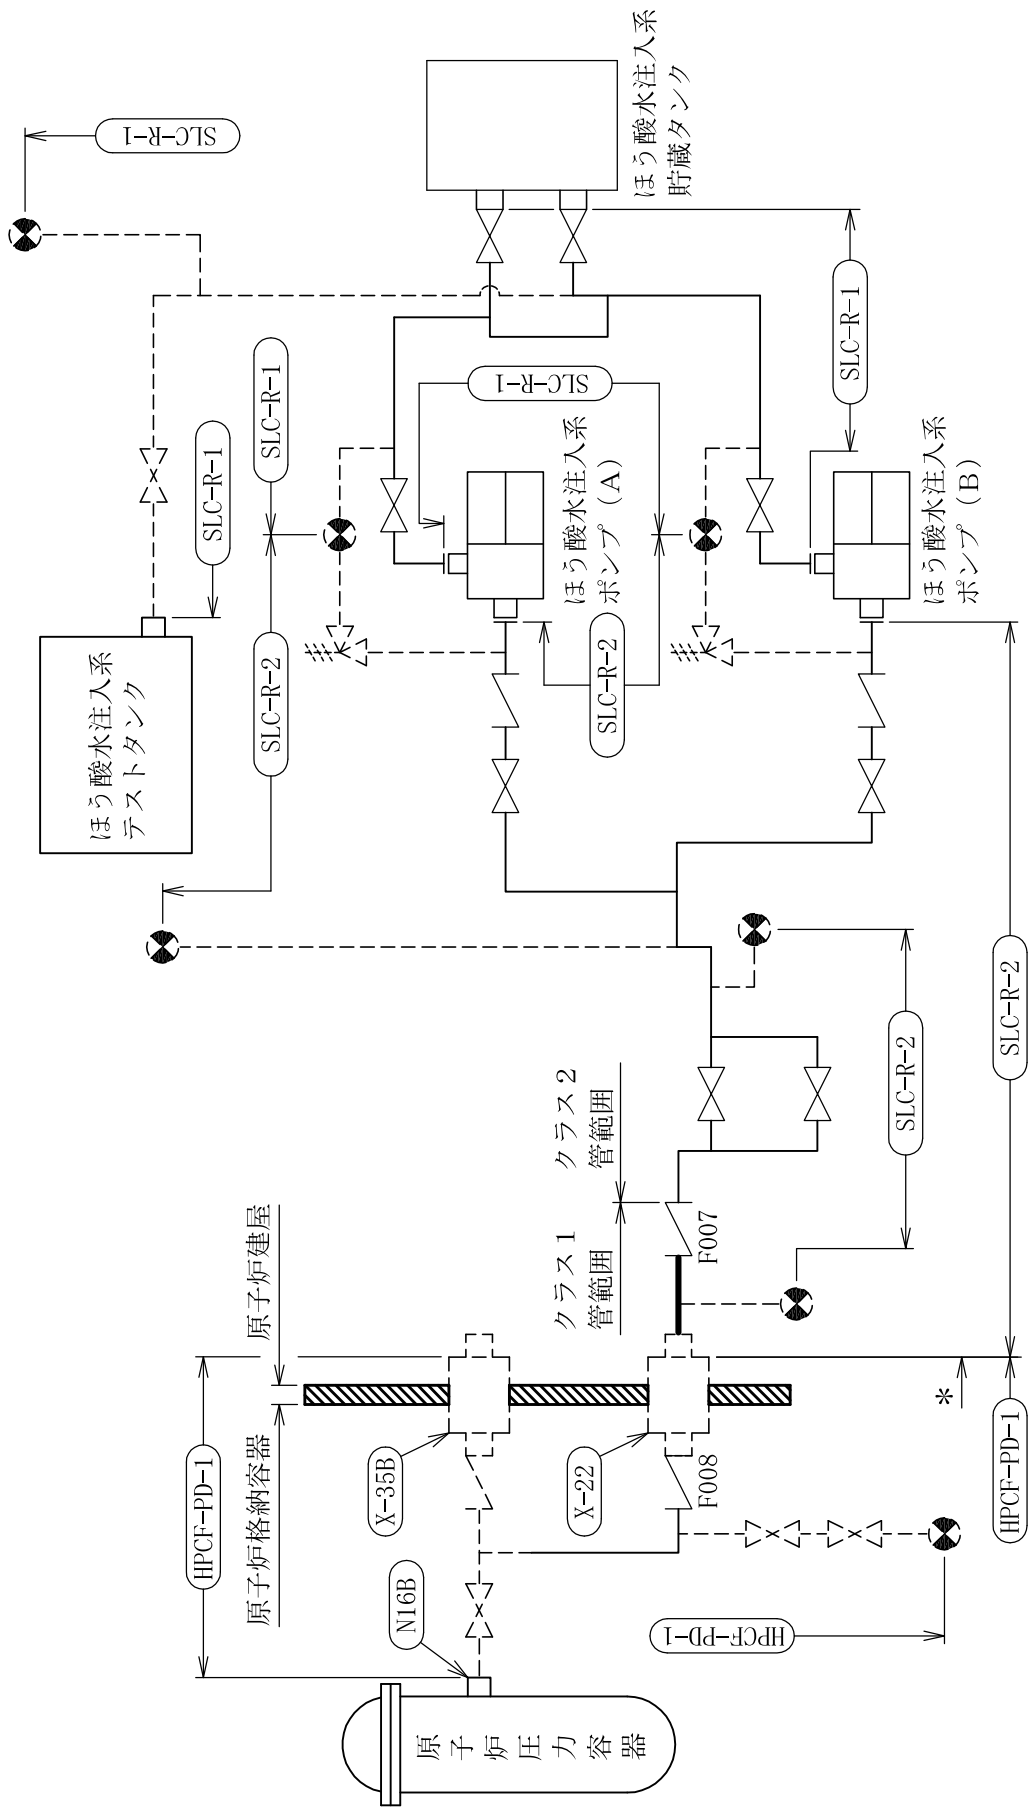 SLC-R-1
ほう酸水注入系
貯蔵タンク
SLC-R-1
SLC-R-1
SLC-R-1
SLC-R-1
ほう酸水注入系
ポンプ（A）
ほう酸水注入系
ポンプ（B）
ほう酸水注入系
テストタンク
SLC-R-2
SLC-R-2
SLC-R-2
SLC-R-2
クラス1
管範囲
クラス2
管範囲
F007
原子炉建屋
原子炉格納容器
HPCF-PD-1
X-35B
X-22
F008
*
HPCF-PD-1
N16B
HPCF-PD-1
原子炉圧力容器